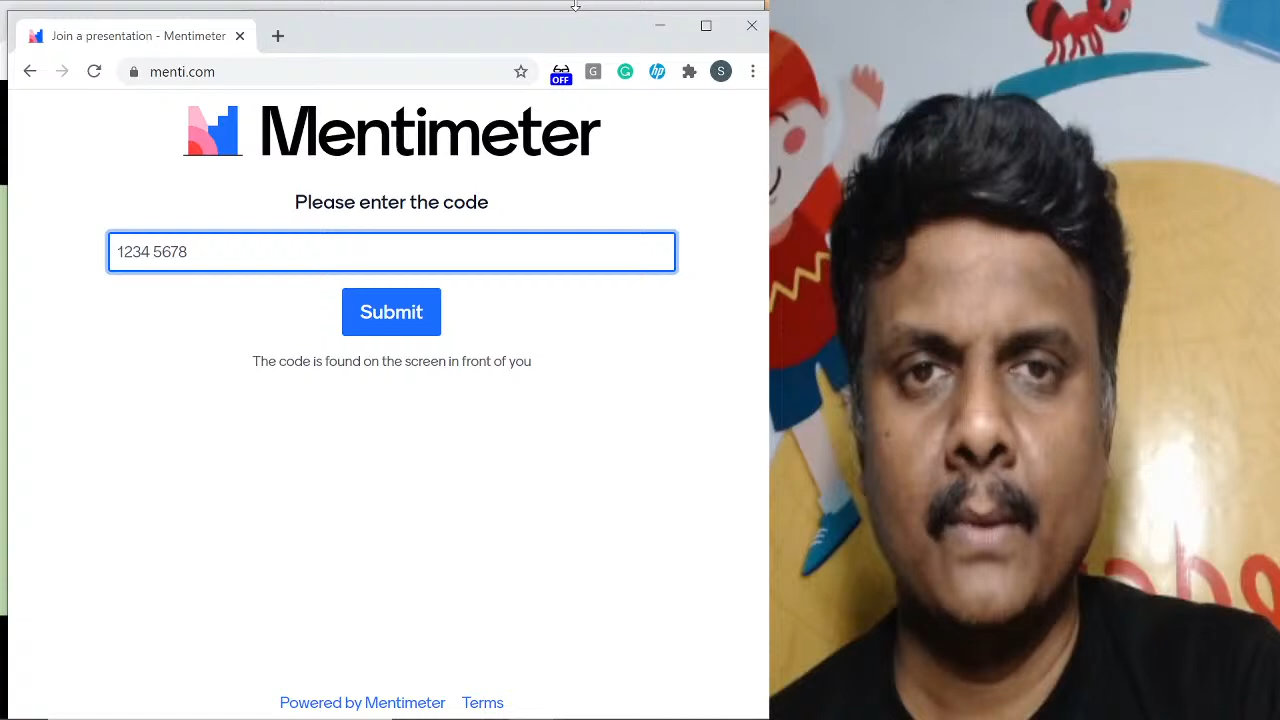 Join a presentation - Mentimeter
menti.com
OFF
G
hp
S
Mentimeter
Please enter the code
1234 5678
Submit
The code is found on the screen in front of you
Powered by Mentimeter Terms